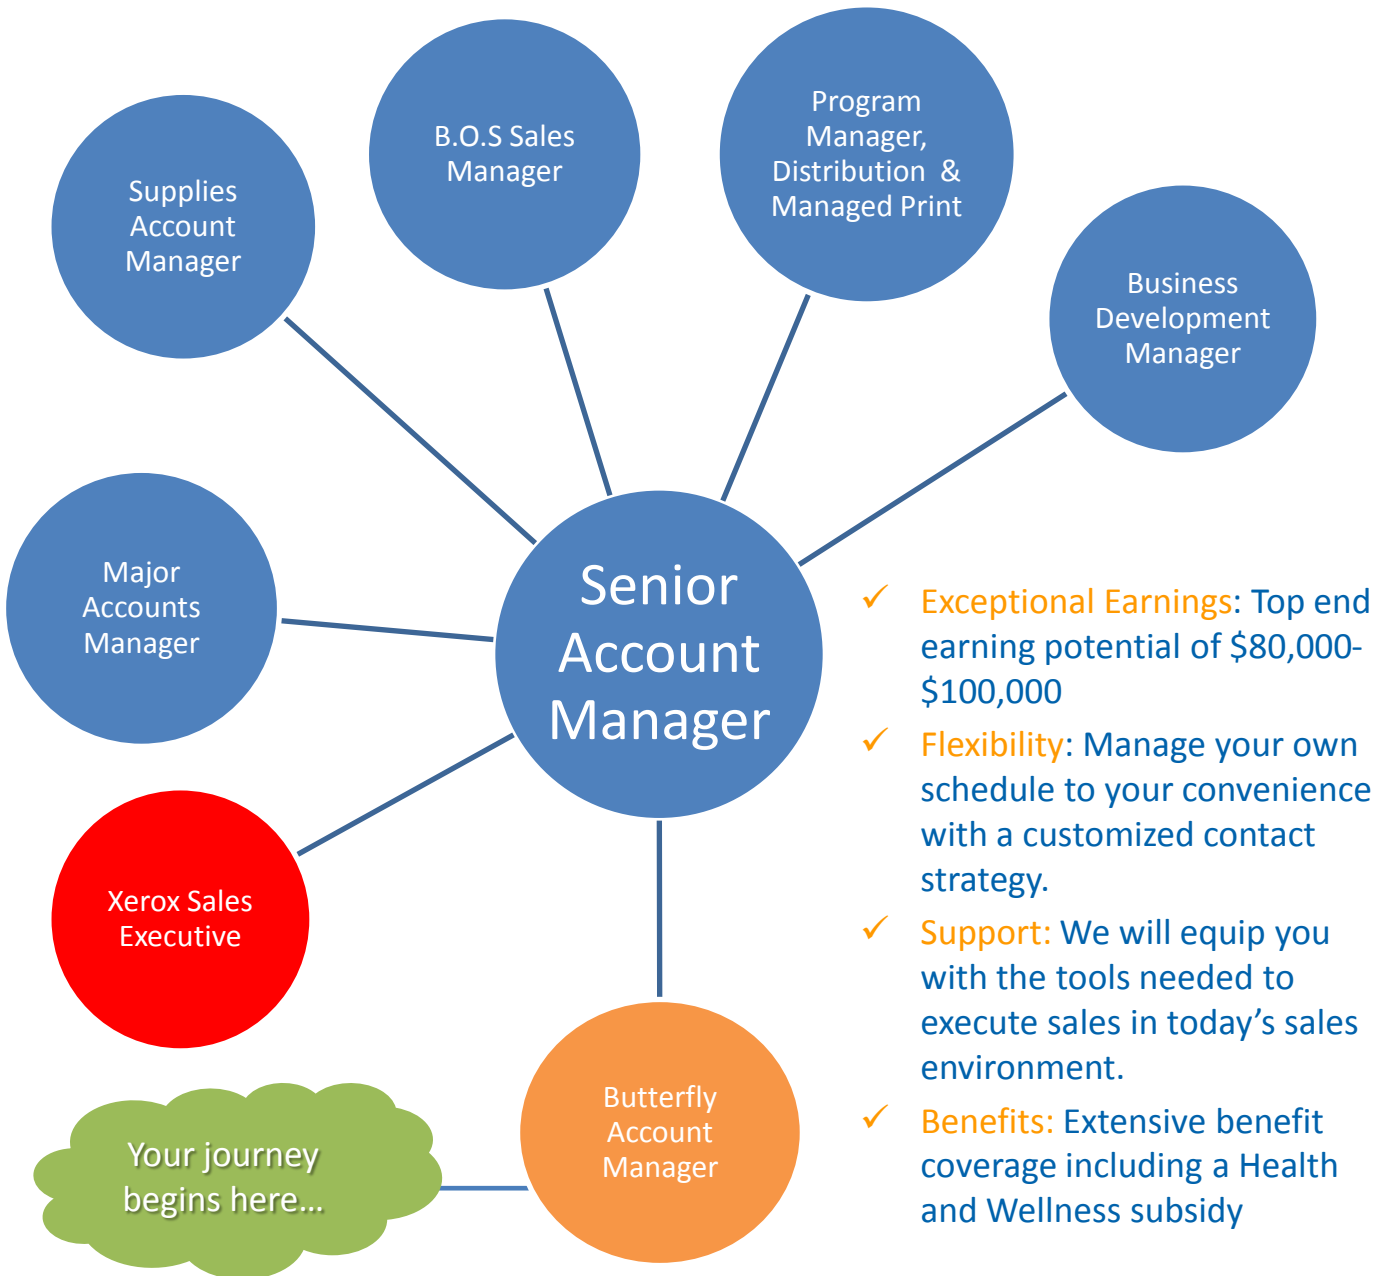 B.O.S Sales
Manager
Program
Manager,
Distribution &
Managed Print
Supplies
Account
Manager
Business
Development
Manager
Major
Accounts
Manager
Senior
Account
Manager
Xerox Sales
Executive
Butterfly
Account
Manager
Your journey
begins here...
✓ Exceptional Earnings: Top end
earning potential of $80,000-
$100,000
✓ Flexibility: Manage your own
schedule to your convenience
with a customized contact
strategy.
✓ Support: We will equip you
with the tools needed to
execute sales in today’s sales
environment.
✓ Benefits: Extensive benefit
coverage including a Health
and Wellness subsidy